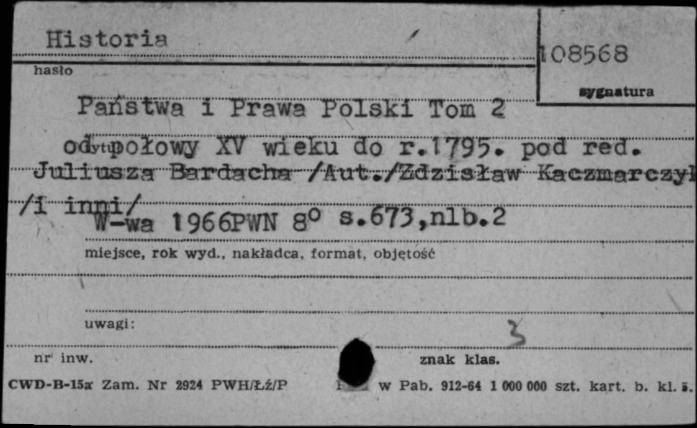 Historia
108568
hasło
sygnatura
Państwa i Prawa Polski Tom 2
od połowy XV wieku do r.1795. pod red.
Juliusza Bardacha /Aut./Zdzisław Kaczmarczyk
/i inni/
W-wa 1966PWN 8° s.673,nlb.2
miejsce, rok wyd., nakładca, format, objętość
uwagi:
3
nr inw.
znak klas.
CWD-B-15a Zam. Nr 2924 PWH/Łź/P
w Pab. 912-64 1 000 000 szt. kart. b. kl.